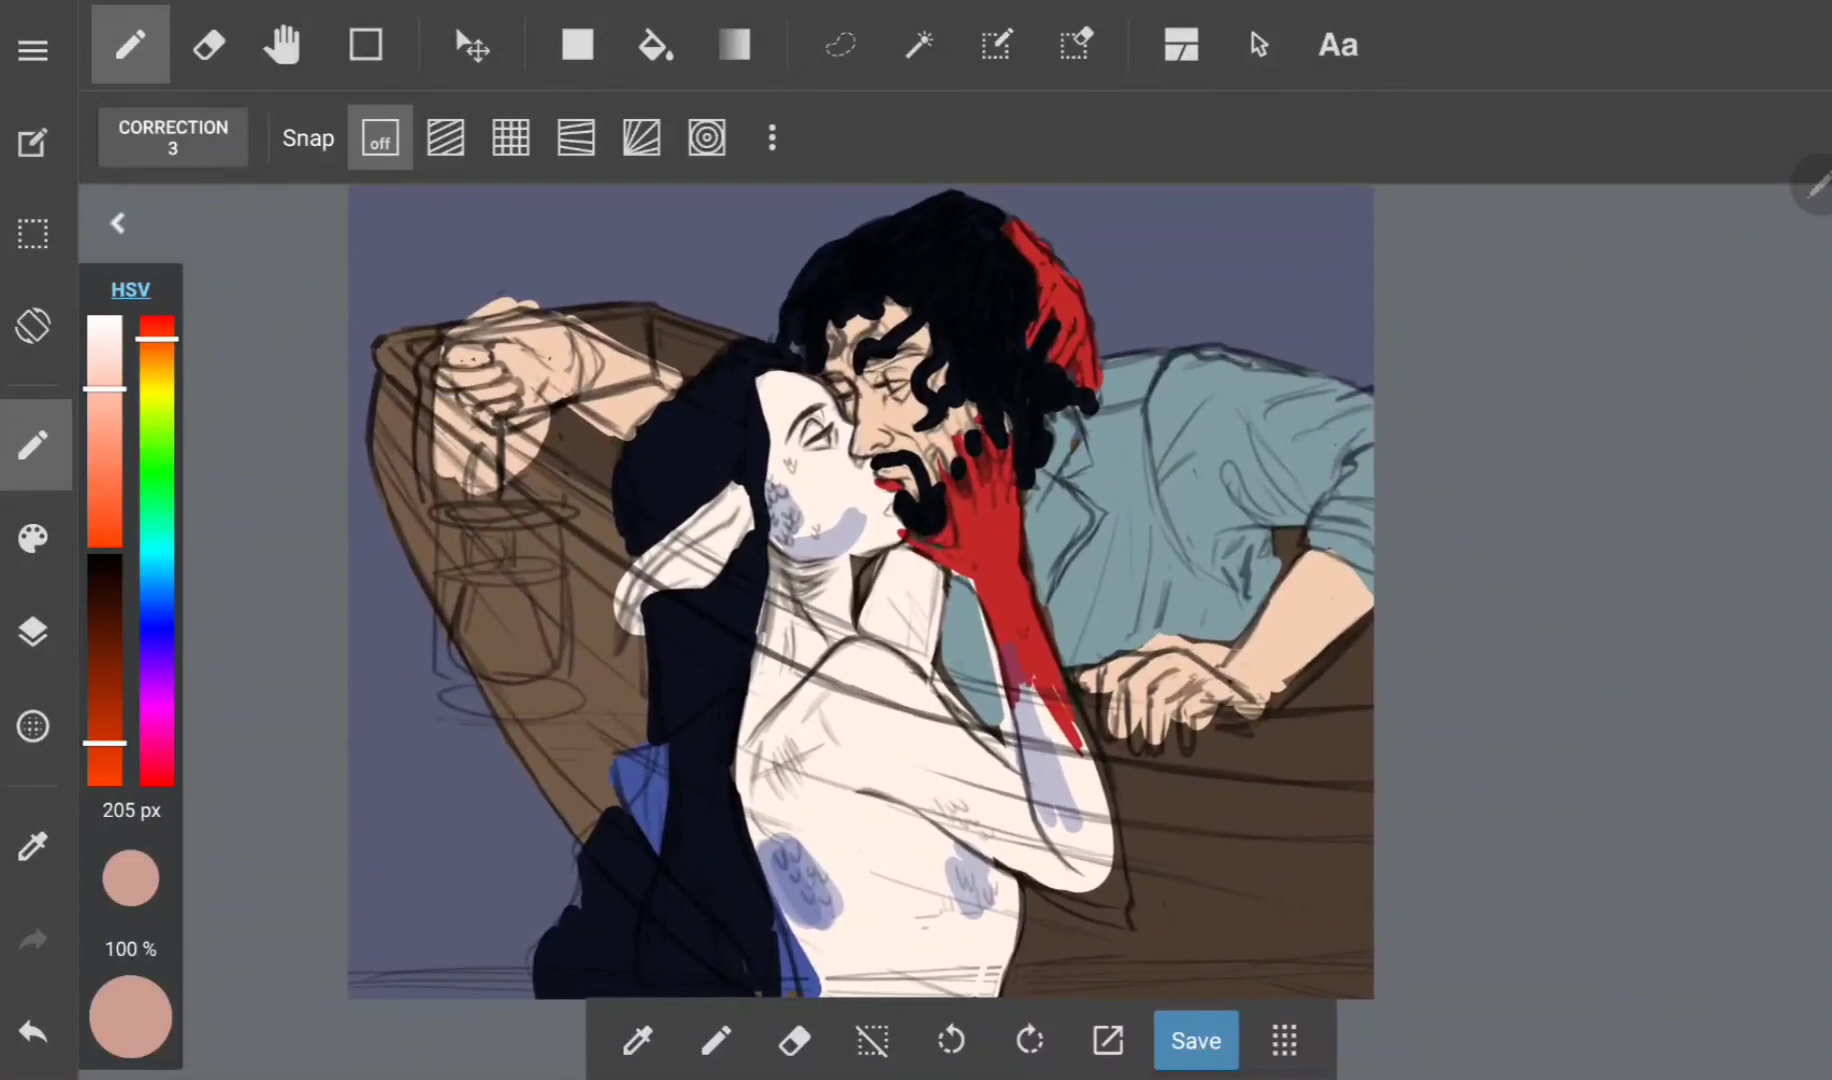 Aa
CORRECTION
3
Snap
off
HSV
205 px
100 %
Save